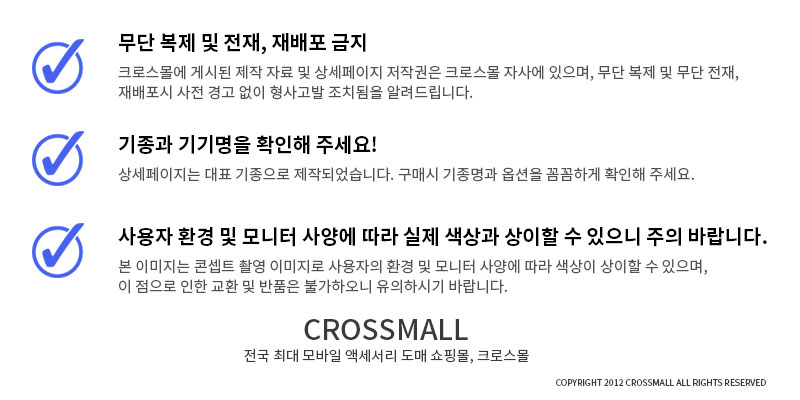 무단 복제 및 전재, 재배포 금지
크로스몰에 게시된 제작 자료 및 상세페이지 저작권은 크로스몰 자사에 있으며, 무단 복제 및 무단 전재,
재배포시 사전 경고 없이 형사고발 조치됨을 알려드립니다.
기종과 기기명을 확인해 주세요!
상세페이지는 대표 기종으로 제작되었습니다. 구매시 기종명과 옵션을 꼼꼼하게 확인해 주세요.
사용자 환경 및 모니터 사양에 따라 실제 색상과 상이할 수 있으니 주의 바랍니다.
본 이미지는 콘셉트 촬영 이미지로 사용자의 환경 및 모니터 사양에 따라 색상이 상이할 수 있으며,
이 점으로 인한 교환 및 반품은 불가하오니 유의하시기 바랍니다.
CROSSMALL
전국 최대 모바일 액세서리 도매 쇼핑몰, 크로스몰
COPYRIGHT 2012 CROSSMALL ALL RIGHTS RESERVED